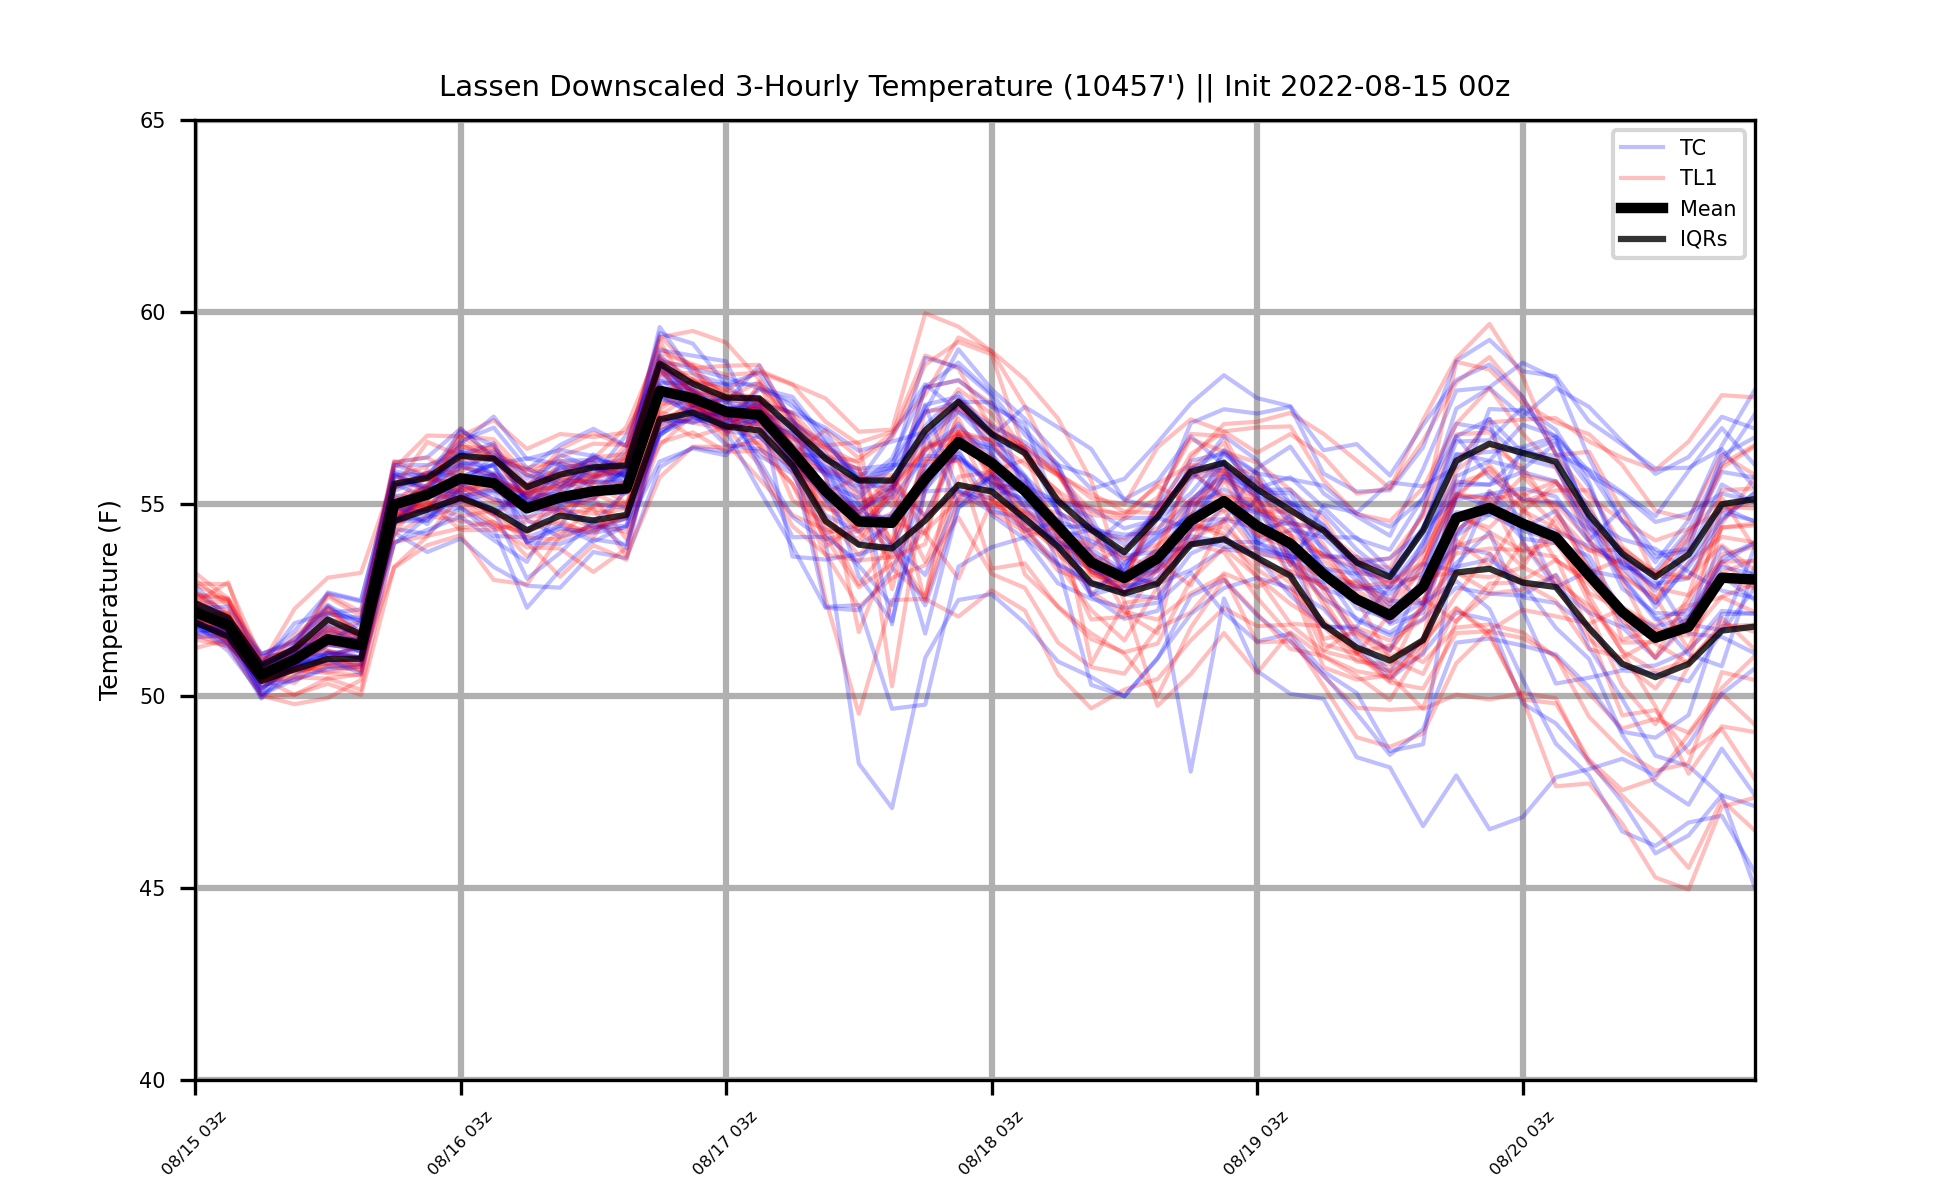 Lassen Downscaled 3-Hourly Temperature (10457') || Init 2022-08-15 00z
65
60
55
50
45
40
Temperature (F)
TC
TL1
Mean
IQRs
08/15 03z
08/16 03z
08/17 03z
08/18 03z
08/19 03z
08/20 03z